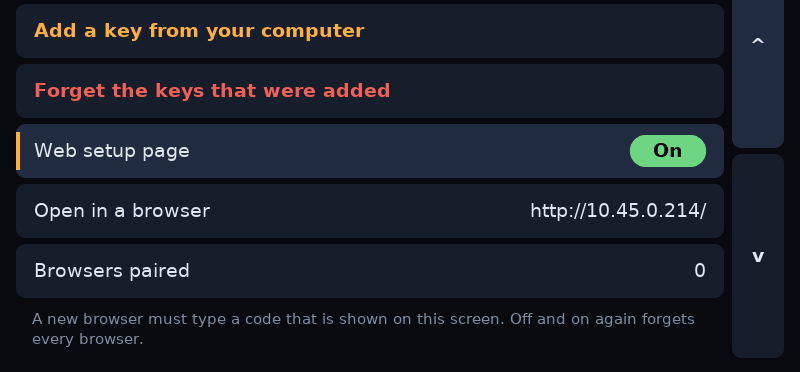 Add a key from your computer
^
Forget the keys that were added
Web setup page On
Open in a browser http://10.45.0.214/
v
Browsers paired 0
A new browser must type a code that is shown on this screen. Off and on again forgets
every browser.